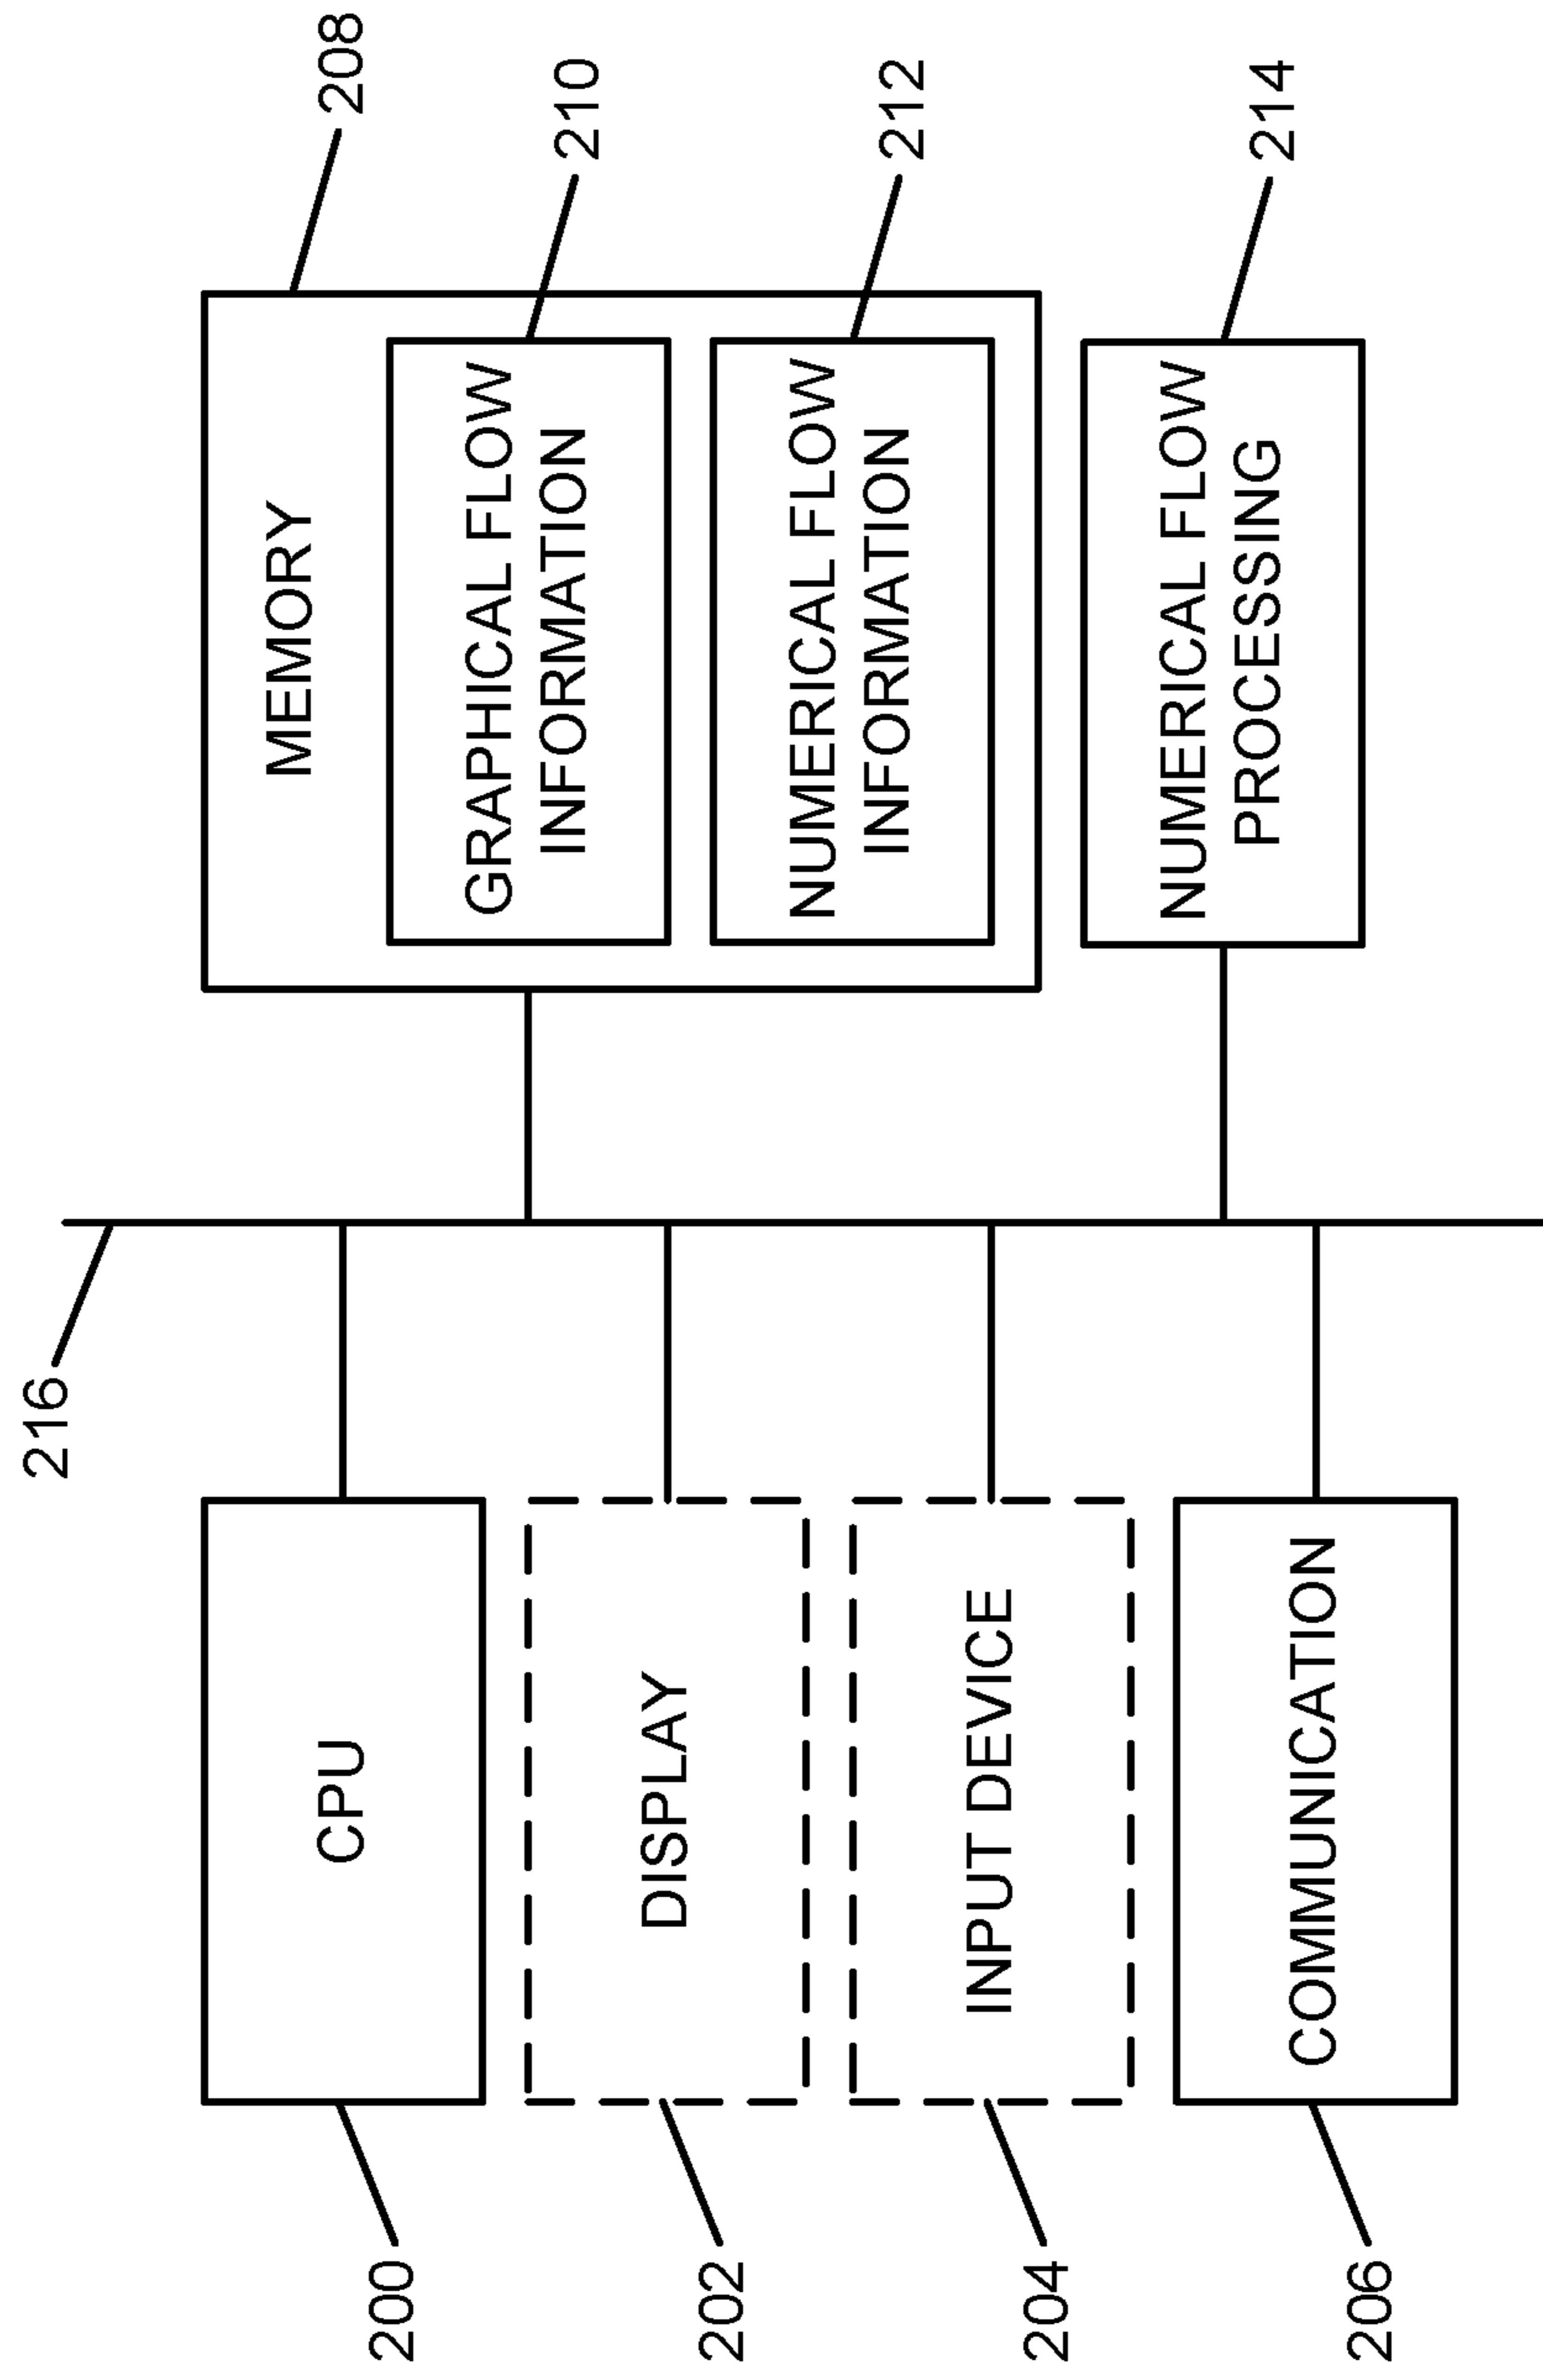 216
200
CPU
202
DISPLAY
204
INPUT DEVICE
206
COMMUNICATION
MEMORY
208
GRAPHICAL FLOW
INFORMATION
210
NUMERICAL FLOW
INFORMATION
212
NUMERICAL FLOW
PROCESSING
214